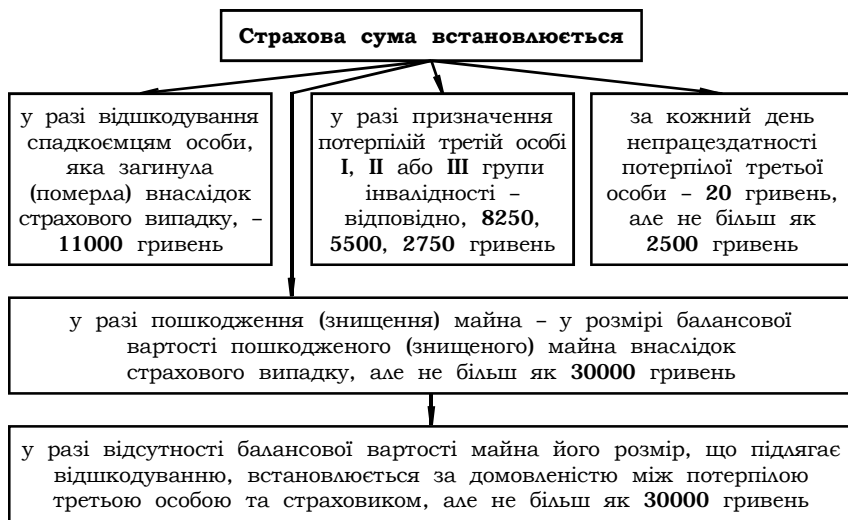 Страхова сума встановлюється
у разі відшкодування
спадкоємцям особи,
яка загинула
(померла) внаслідок
страхового випадку, –
11000 гривень
у разі призначення
потерпілій третій особі
I, II або III групи
інвалідності –
відповідно, 8250,
5500, 2750 гривень
за кожний день
непрацездатності
потерпілої третьої
особи – 20 гривень,
але не більш як
2500 гривень
у разі пошкодження (знищення) майна – у розмірі балансової
вартості пошкодженого (знищеного) майна внаслідок
страхового випадку, але не більш як 30000 гривень
у разі відсутності балансової вартості майна його розмір, що підлягає
відшкодуванню, встановлюється за домовленістю між потерпілою
третьою особою та страховиком, але не більш як 30000 гривень